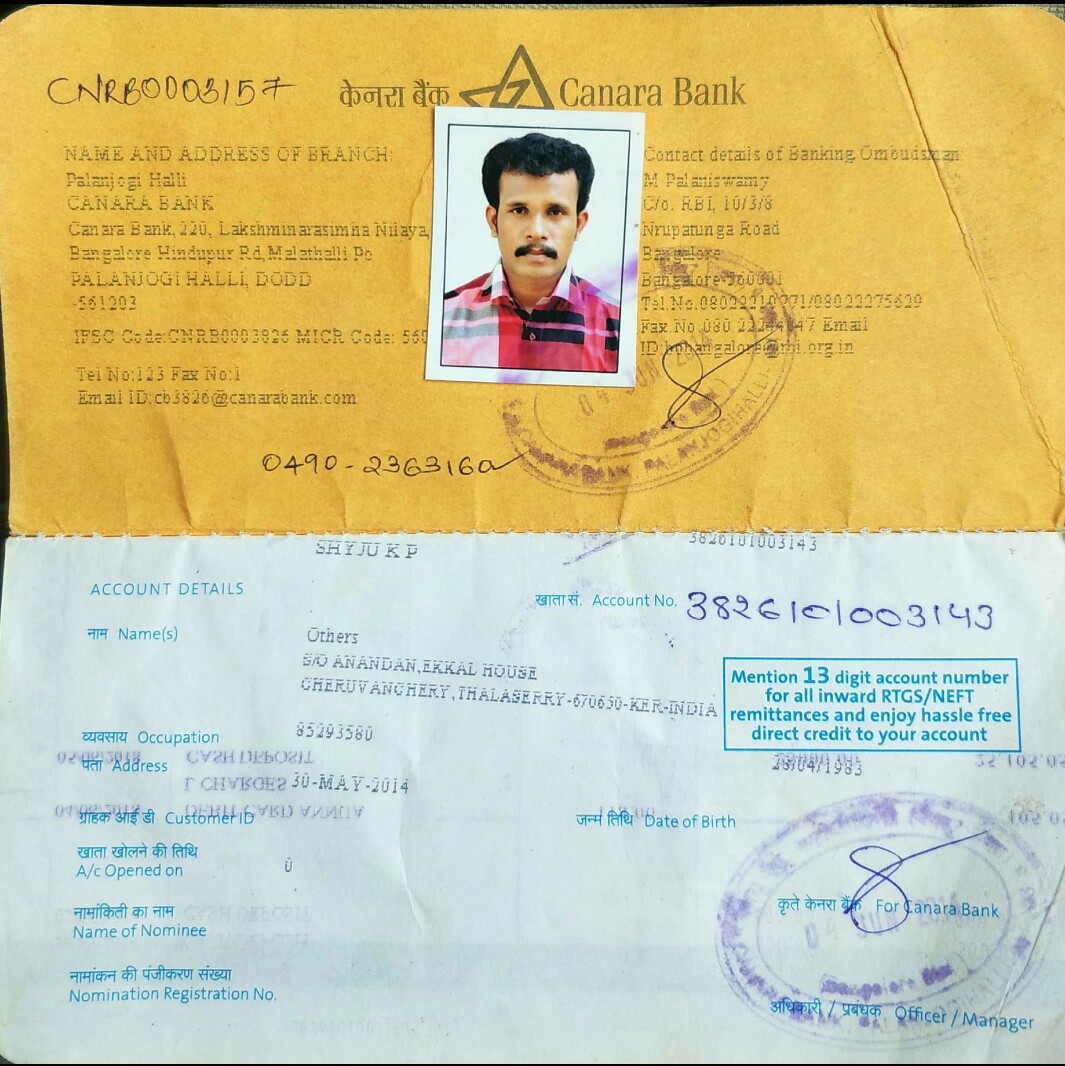 CNRB0003157
केनरा बैंक Canara Bank
NAME AND ADDRESS OF BRANCH:
Palanjogi Halli
CANARA BANK
Canara Bank, 220, Lakshminarasimha Nilaya,
Bangalore Hindupur Rd, Malathalli Po
PALANJOGI HALLI, DODD
-561203
IFSC Code:CNRB0003826 MICR Code: 560
Tel No:123 Fax No:1
Email ID:cb3826@canarabank.com
Contact details of Banking Ombudsman:
M Palaniswamy
C/o. RBI, 10/3/8
Nrupatunga Road
Bangalore
Bangalore-560001
Tel.No.08022210771/08022275629
Fax No 080 22244047 Email
ID:bobangalore@rbi.org.in
0490-2363160
SHYJU K P
3826101003143
ACCOUNT DETAILS
खाता सं. Account No. 3826101003143
नाम Name(s)
Others
S/O ANANDAN,EKKAL HOUSE
CHERUVANCHERY,THALASERRY-670650-KER-INDIA
Mention 13 digit account number
for all inward RTGS/NEFT
remittances and enjoy hassle free
direct credit to your account
व्यवसाय Occupation
85293580
पता Address
28/04/1983
30-MAY-2014
ग्राहक आई डी Customer ID
जन्म तिथि Date of Birth
खाता खोलने की तिथि
A/c Opened on
0
नामांकिती का नाम
Name of Nominee
कृते केनरा बैंक For Canara Bank
नामांकन की पंजीकरण संख्या
Nomination Registration No.
अधिकारी / प्रबंधक Officer / Manager